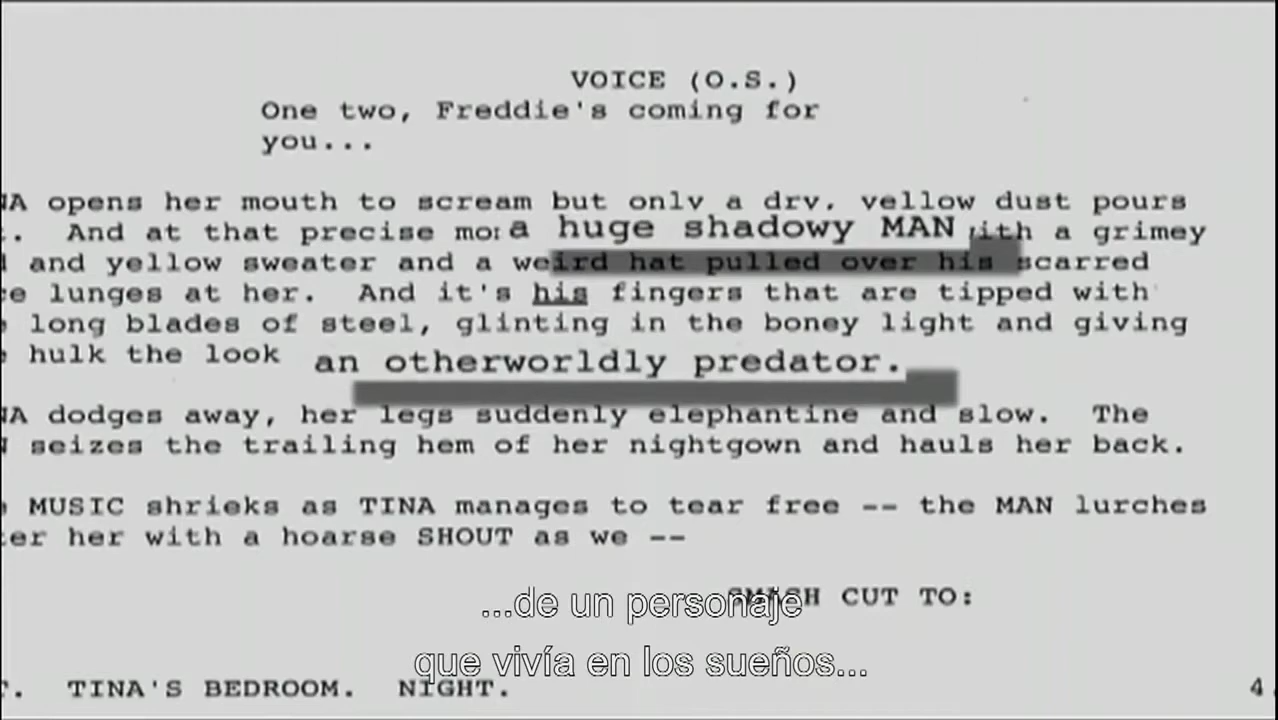 VOICE (O.S.)
One two, Freddie's coming for
you...
opens her mouth to scream but only a dry, yellow dust pours
And at that precise a huge shadowy MAN with a grimey
and yellow sweater and a weird hat pulled over his scarred
lunges at her. And it's his fingers that are tipped with
long blades of steel, glinting in the boney light and giving
hulk the look an otherworldly predator.
dodges away, her legs suddenly elephantine and slow. The
seizes the trailing hem of her nightgown and hauls her back.
MUSIC shrieks as TINA manages to tear free -- the MAN lurches
her with a hoarse SHOUT as we --
SMASH CUT TO:
...de un personaje
que vivía en los sueños...
TINA'S BEDROOM. NIGHT. 4.